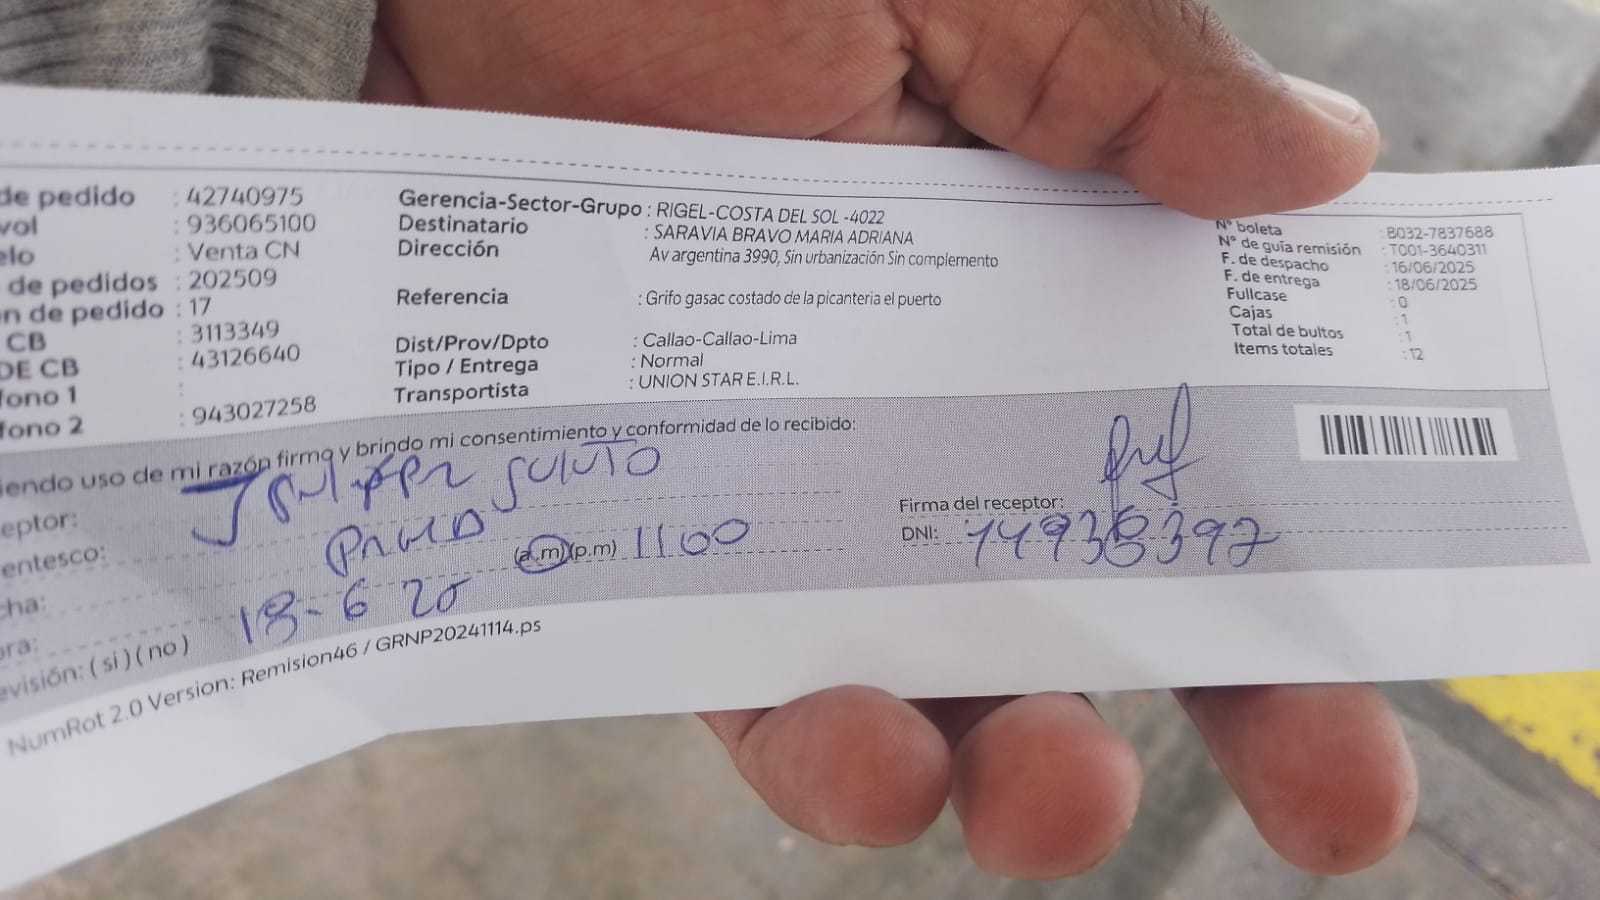 de pedido : 42740975
vol : 936065100
elo : Venta CN
de pedidos : 202509
n de pedido : 17
CB : 3113349
DE CB : 43126640
fono 1 :
fono 2 : 943027258
Gerencia-Sector-Grupo : RIGEL-COSTA DEL SOL -4022
Destinatario : SARAVIA BRAVO MARIA ADRIANA
Dirección Av argentina 3990, Sin urbanización Sin complemento
Referencia : Grifo gasac costado de la picanteria el puerto
Dist/Prov/Dpto : Callao-Callao-Lima
Tipo / Entrega : Normal
Transportista : UNION STAR E.I.R.L.
N° boleta : B032-7837688
N° de guía remisión : T001-3640311
F. de despacho : 16/06/2025
F. de entrega : 18/06/2025
Fullcase : 0
Cajas : 1
Total de bultos : 1
Items totales : 12
iendo uso de mi razón firmo y brindo mi consentimiento y conformidad de lo recibido:
eptor:
entesco:
cha: 18-6 25
ora: (a.m)(p.m) 1100
evisión: (si) (no)
Firma del receptor:
DNI:
NumRot 2.0 Version: Remision46 / GRNP20241114.ps